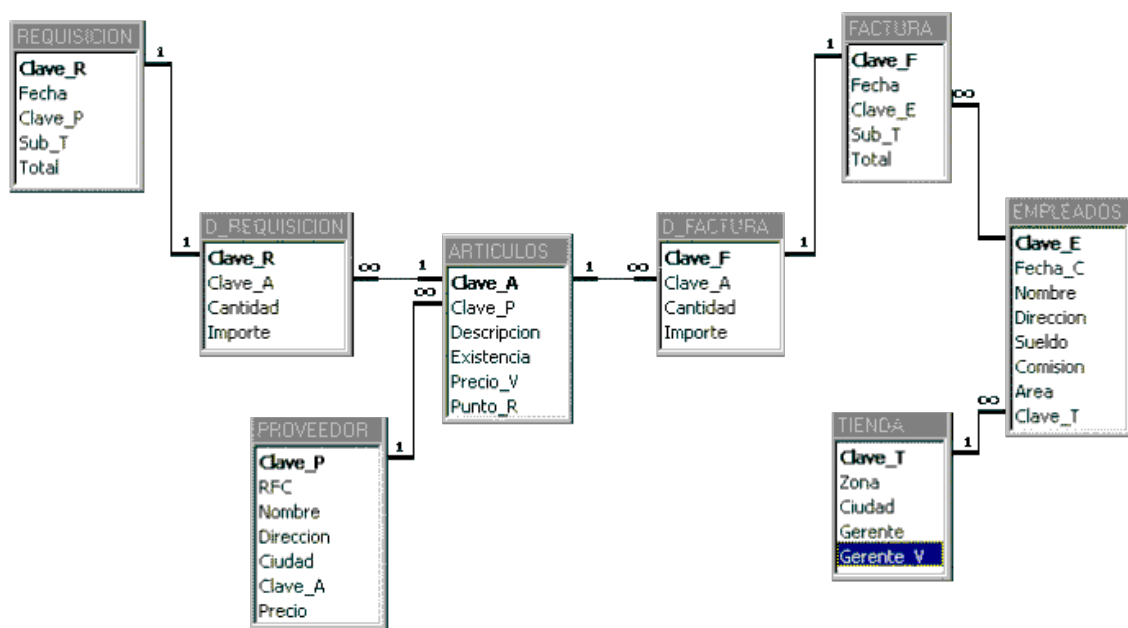 REQUISICION
Clave_R
Fecha
Clave_P
Sub_T
Total
1
1
D_REQUISICION
Clave_R
Clave_A
Cantidad
Importe
∞
1
∞
ARTICULOS
Clave_A
Clave_P
Descripcion
Existencia
Precio_V
Punto_R
1
∞
PROVEEDOR
Clave_P
RFC
Nombre
Direccion
Ciudad
Clave_A
Precio
1
D_FACTURA
Clave_F
Clave_A
Cantidad
Importe
1
1
FACTURA
Clave_F
Fecha
Clave_E
Sub_T
Total
∞
EMPLEADOS
Clave_E
Fecha_C
Nombre
Direccion
Sueldo
Comision
Area
Clave_T
∞
1
TIENDA
Clave_T
Zona
Ciudad
Gerente
Gerente_V